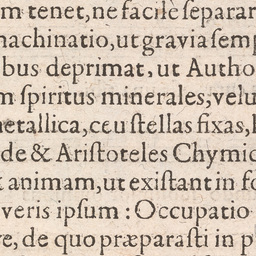 m tenet, ne facilè ſeparar
nachinatio, ut gravia ſemp
bus deprimat, ut Autho
m ſpiritus minerales, velu
netallica, ceu ſtellas fixas,
de & Ariſtoteles Chymic
animam, ut exiſtant in fo
veris ipſum : Occupatio
e, de quo præparaſti in p